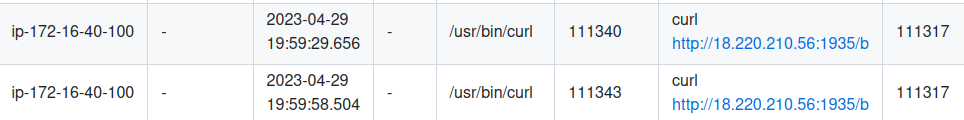 ip-172-16-40-100 - 2023-04-29 19:59:29.656 - /usr/bin/curl 111340 curl http://18.220.210.56:1935/b 111317
ip-172-16-40-100 - 2023-04-29 19:59:58.504 - /usr/bin/curl 111343 curl http://18.220.210.56:1935/b 111317